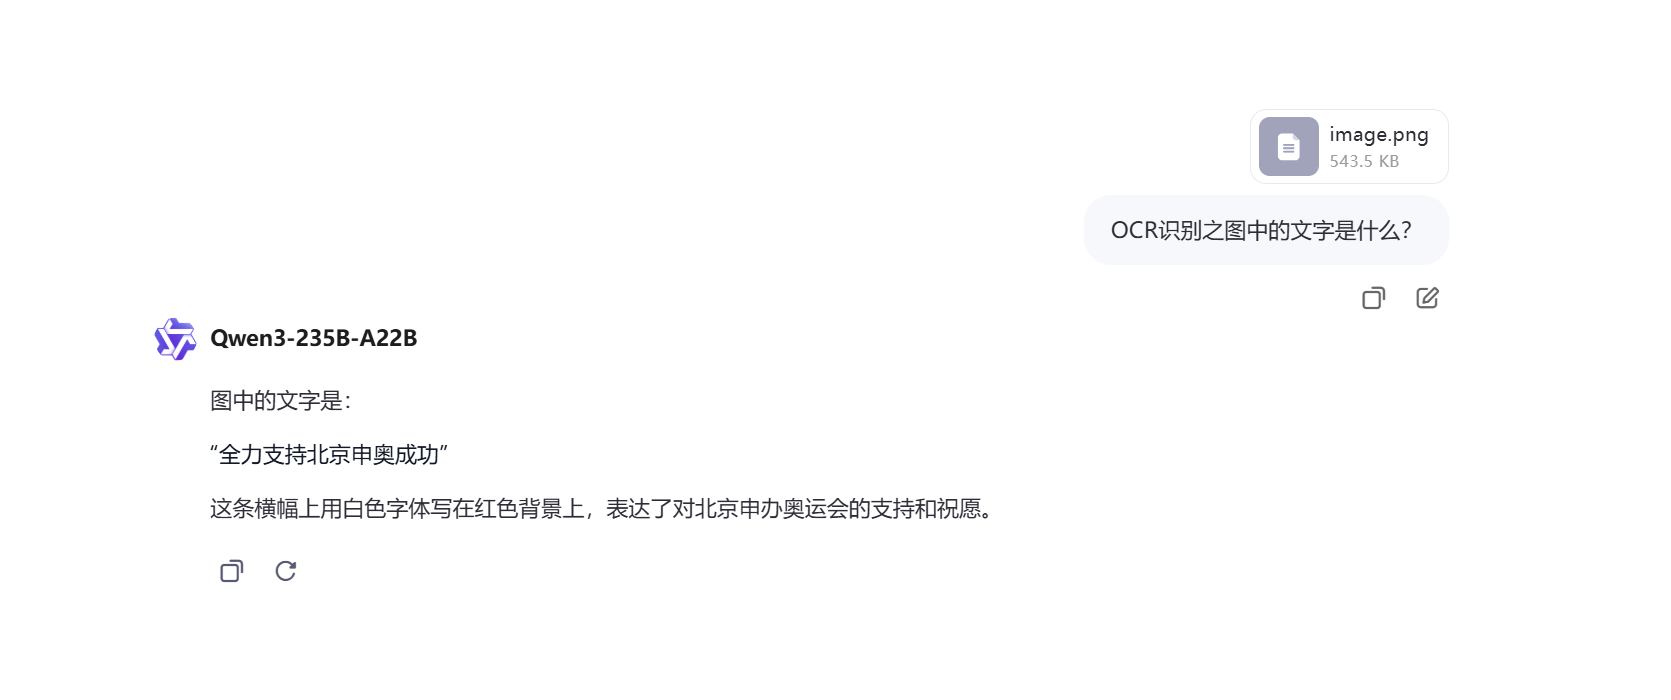 image.png
543.5 KB
OCR识别之图中的文字是什么？
Qwen3-235B-A22B
图中的文字是：
“全力支持北京申奥成功”
这条横幅上用白色字体写在红色背景上，表达了对北京申办奥运会的支持和祝愿。